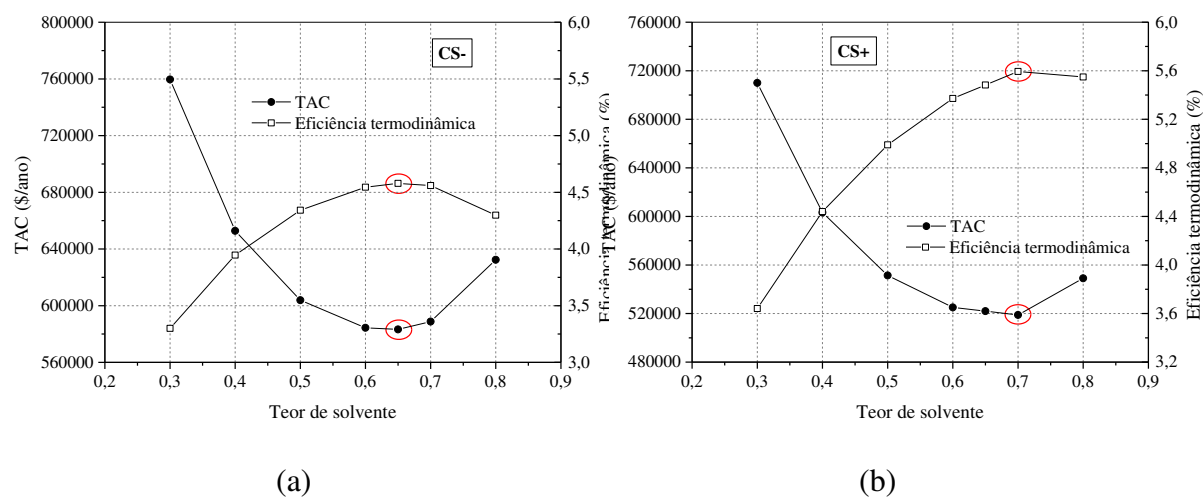 CS-
TAC
Eficiência termodinâmica
TAC ($/ano)
800000
760000
720000
680000
640000
600000
560000
6,0
5,5
5,0
4,5
4,0
3,5
3,0
Eficiência termodinâmica (%)
0,2 0,3 0,4 0,5 0,6 0,7 0,8 0,9
Teor de solvente
(a)
CS+
TAC
Eficiência termodinâmica
TAC ($/ano)
760000
720000
680000
640000
600000
560000
520000
480000
6,0
5,6
5,2
4,8
4,4
4,0
3,6
3,2
Eficiência termodinâmica (%)
0,2 0,3 0,4 0,5 0,6 0,7 0,8 0,9
Teor de solvente
(b)